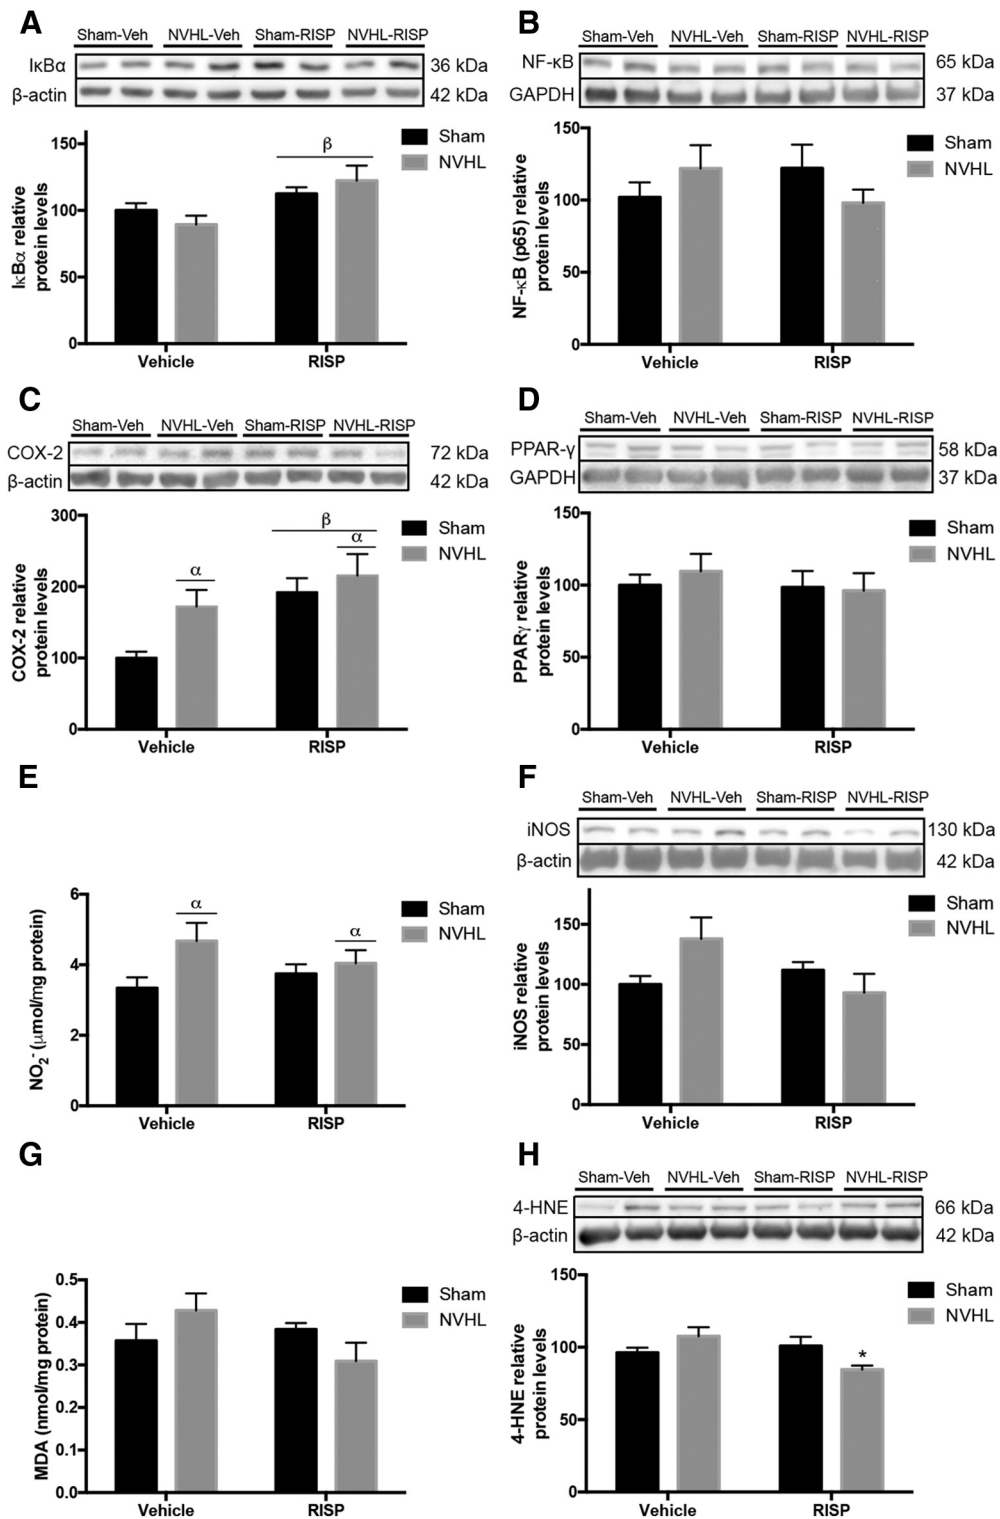 A
Sham-Veh NVHL-Veh Sham-RISP NVHL-RISP
IκBα 36 kDa
β-actin 42 kDa
Sham
NVHL
β
150
100
50
0
IκBα relative
protein levels
Vehicle RISP
B
Sham-Veh NVHL-Veh Sham-RISP NVHL-RISP
NF-κB 65 kDa
GAPDH 37 kDa
Sham
NVHL
150
100
50
0
NF-κB (p65) relative
protein levels
Vehicle RISP
C
Sham-Veh NVHL-Veh Sham-RISP NVHL-RISP
COX-2 72 kDa
β-actin 42 kDa
Sham
NVHL
β
α α
300
200
100
0
COX-2 relative
protein levels
Vehicle RISP
D
Sham-Veh NVHL-Veh Sham-RISP NVHL-RISP
PPAR-γ 58 kDa
GAPDH 37 kDa
Sham
NVHL
150
100
50
0
PPARγ relative
protein levels
Vehicle RISP
E
Sham
NVHL
α α
6
4
2
0
NO₂⁻ (μmol/mg protein)
Vehicle RISP
F
Sham-Veh NVHL-Veh Sham-RISP NVHL-RISP
iNOS 130 kDa
β-actin 42 kDa
Sham
NVHL
150
100
50
0
iNOS relative
protein levels
Vehicle RISP
G
Sham
NVHL
0.5
0.4
0.3
0.2
0.1
0.0
MDA (nmol/mg protein)
Vehicle RISP
H
Sham-Veh NVHL-Veh Sham-RISP NVHL-RISP
4-HNE 66 kDa
β-actin 42 kDa
Sham
NVHL
*
150
100
50
0
4-HNE relative
protein levels
Vehicle RISP